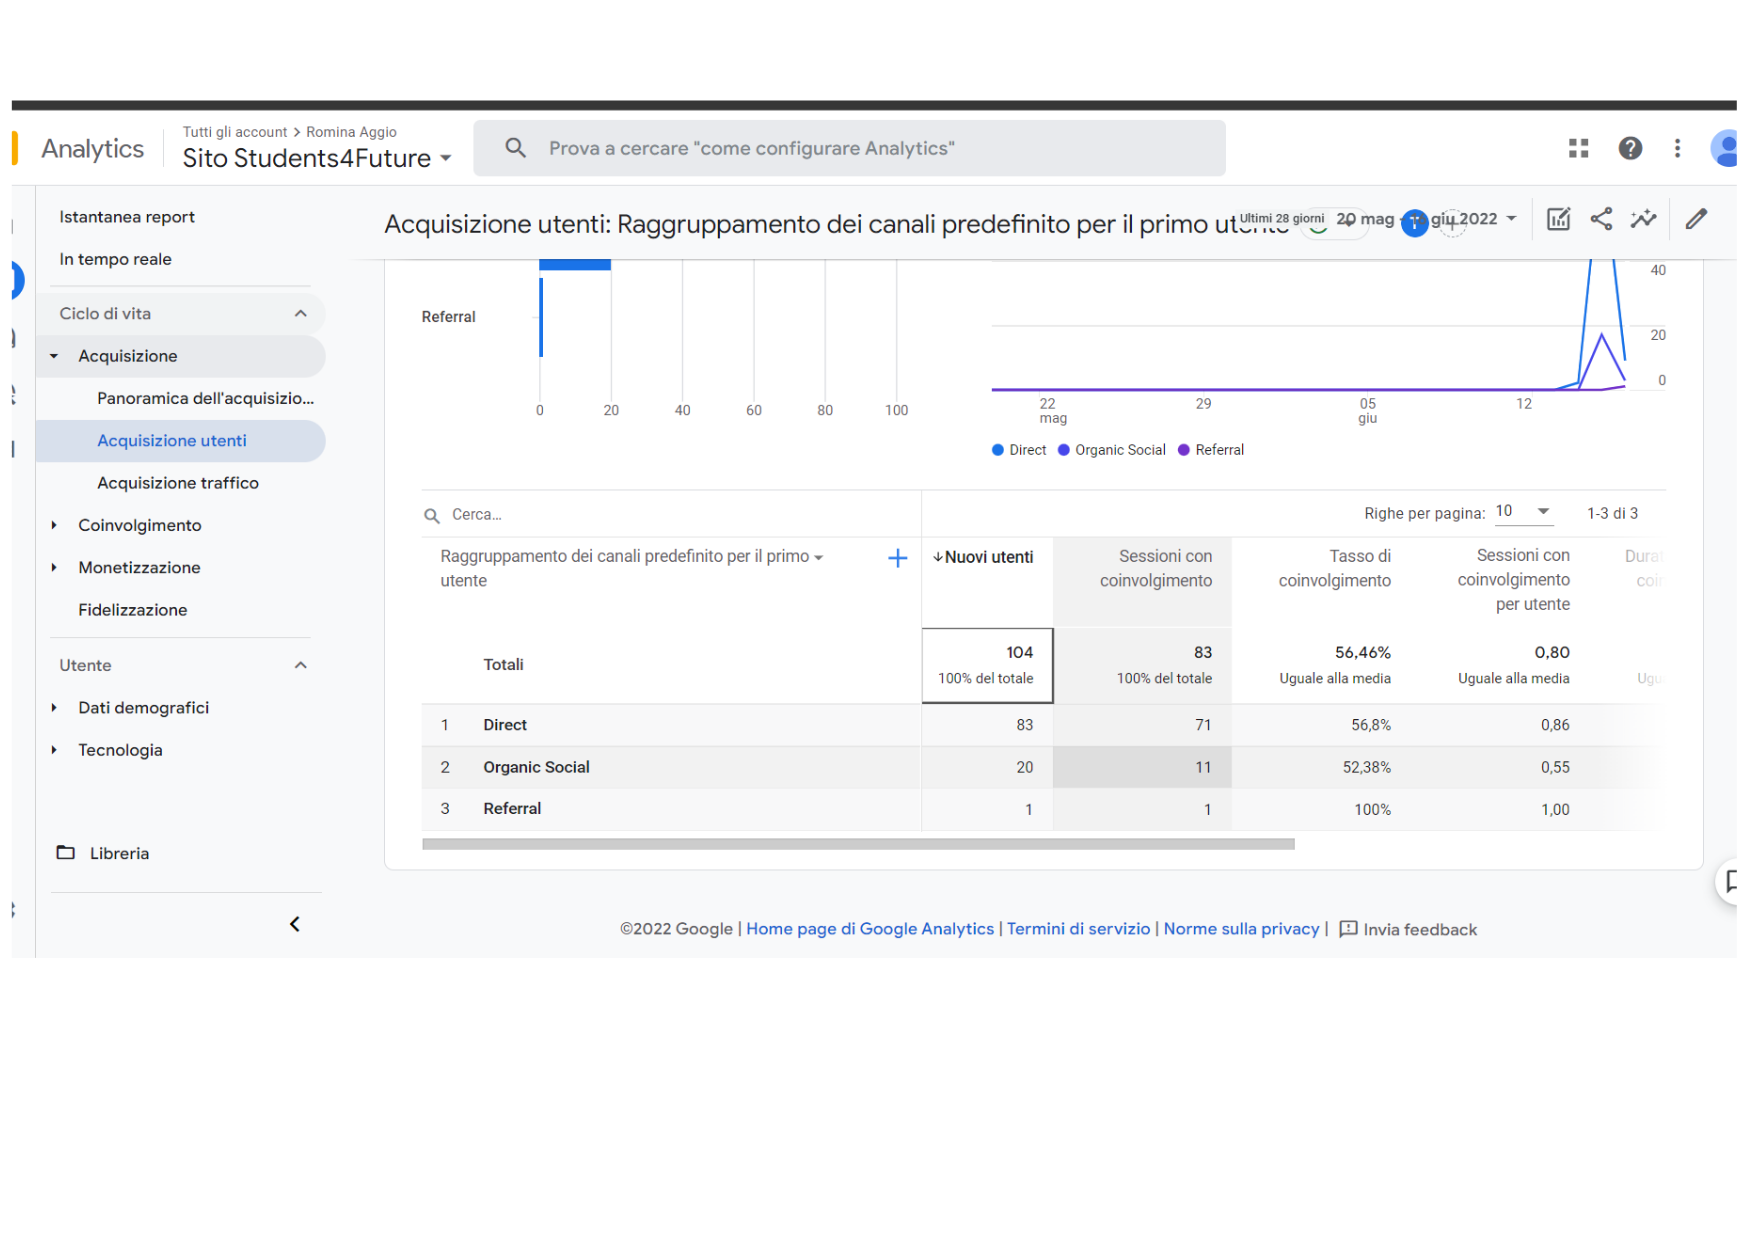 Analytics
Tutti gli account > Romina Aggio
Sito Students4Future
Prova a cercare "come configurare Analytics"
Istantanea report
In tempo reale
Ciclo di vita
Acquisizione
Panoramica dell'acquisizio...
Acquisizione utenti
Acquisizione traffico
Coinvolgimento
Monetizzazione
Fidelizzazione
Utente
Dati demografici
Tecnologia
Libreria
Acquisizione utenti: Raggruppamento dei canali predefinito per il primo utente
Ultimi 28 giorni 20 mag - giu 2022
Referral
0 20 40 60 80 100
40
20
0
22 mag
29
05 giu
12
Direct Organic Social Referral
Cerca...
Righe per pagina: 10 1-3 di 3
Raggruppamento dei canali predefinito per il primo utente
Nuovi utenti
Sessioni con coinvolgimento
Tasso di coinvolgimento
Sessioni con coinvolgimento per utente
Totali
104 83 56,46% 0,80
100% del totale 100% del totale Uguale alla media Uguale alla media
1 Direct 83 71 56,8% 0,86
2 Organic Social 20 11 52,38% 0,55
3 Referral 1 1 100% 1,00
©2022 Google | Home page di Google Analytics | Termini di servizio | Norme sulla privacy | Invia feedback